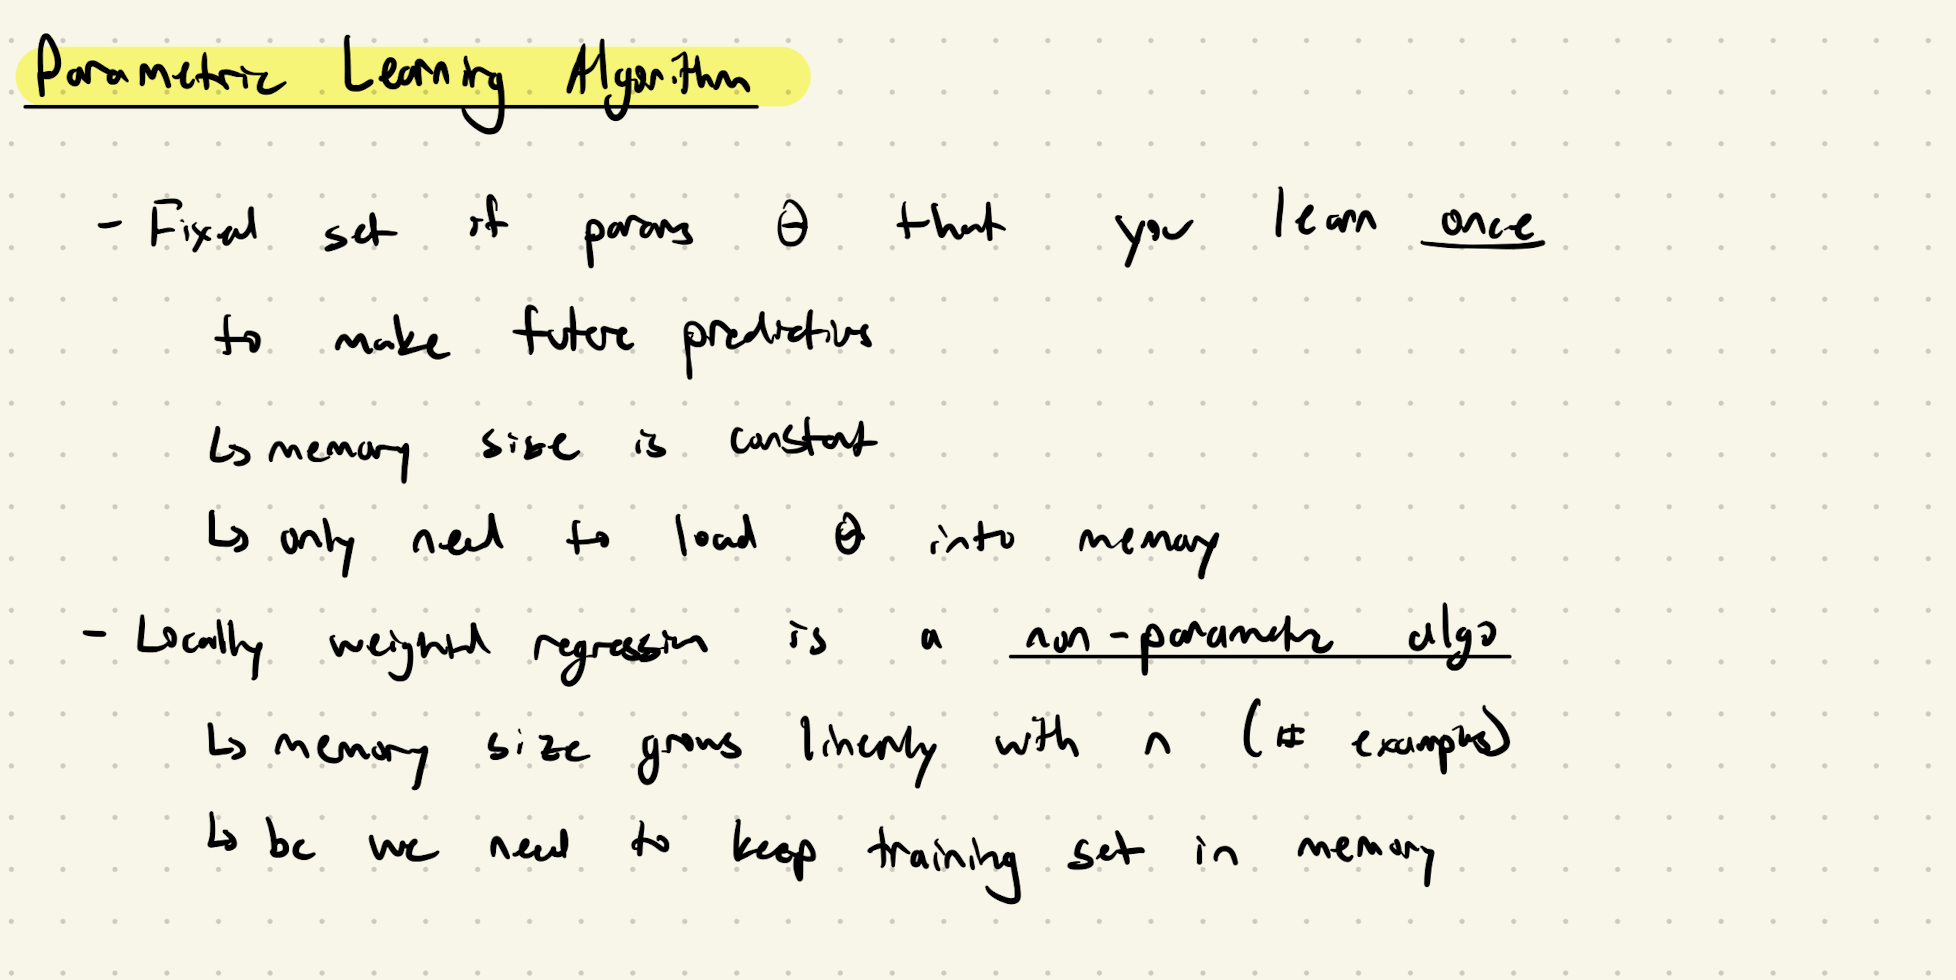 Parametric Learning Algorithm
- Fixed set of params θ that you learn once
to make future predictions
↳ memory size is constant
↳ only need to load θ into memory
- Locally weighted regression is a non-parametric algo
↳ memory size grows linearly with n (# examples)
↳ bc we need to keep training set in memory